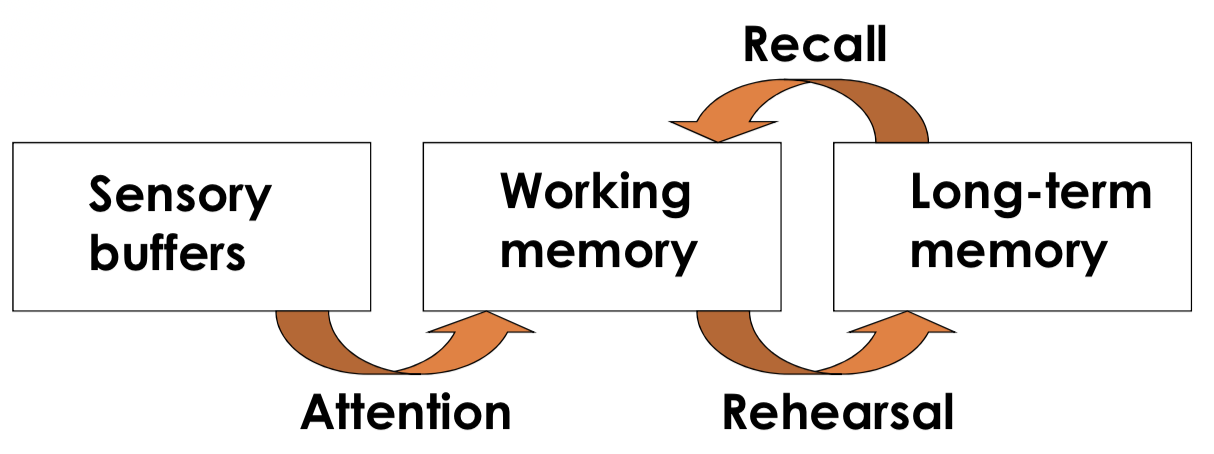 Recall
Sensory
buffers
Working
memory
Long-term
memory
Attention
Rehearsal